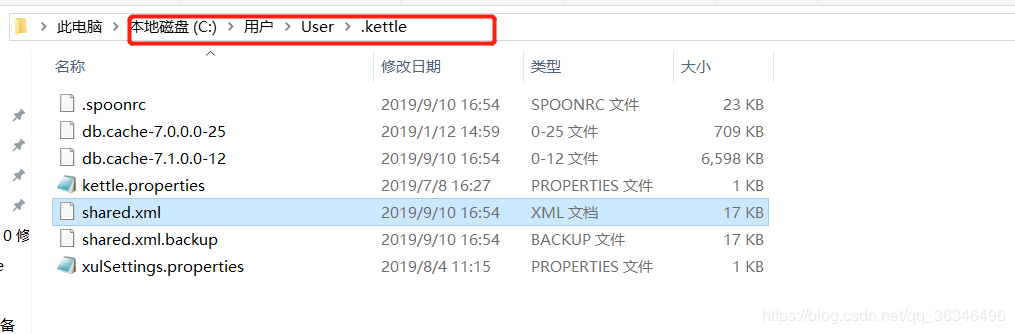 此电脑 > 本地磁盘 (C:) > 用户 > User > .kettle
名称 修改日期 类型 大小
.spoonrc 2019/9/10 16:54 SPOONRC 文件 23 KB
db.cache-7.0.0.0-25 2019/1/12 14:59 0-25 文件 709 KB
db.cache-7.1.0.0-12 2019/9/10 16:54 0-12 文件 6,598 KB
kettle.properties 2019/7/8 16:27 PROPERTIES 文件 1 KB
shared.xml 2019/9/10 16:54 XML 文档 17 KB
0 修 shared.xml.backup 2019/9/10 16:54 BACKUP 文件 17 KB
e xulSettings.properties 2019/8/4 11:15 PROPERTIES 文件 1 KB
备 https://blog.csdn.net/qq_36346496